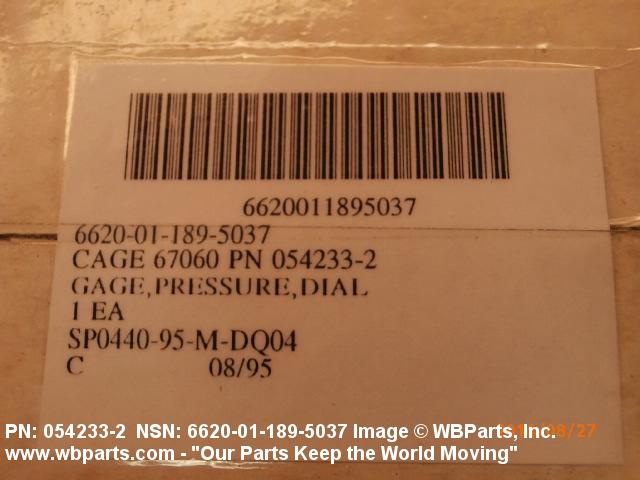 6620011895037
6620-01-189-5037
CAGE 67060 PN 054233-2
GAGE,PRESSURE,DIAL
1 EA
SP0440-95-M-DQ04
C 08/95
PN: 054233-2 NSN: 6620-01-189-5037 Image © WBParts, Inc.
www.wbparts.com - "Our Parts Keep the World Moving"